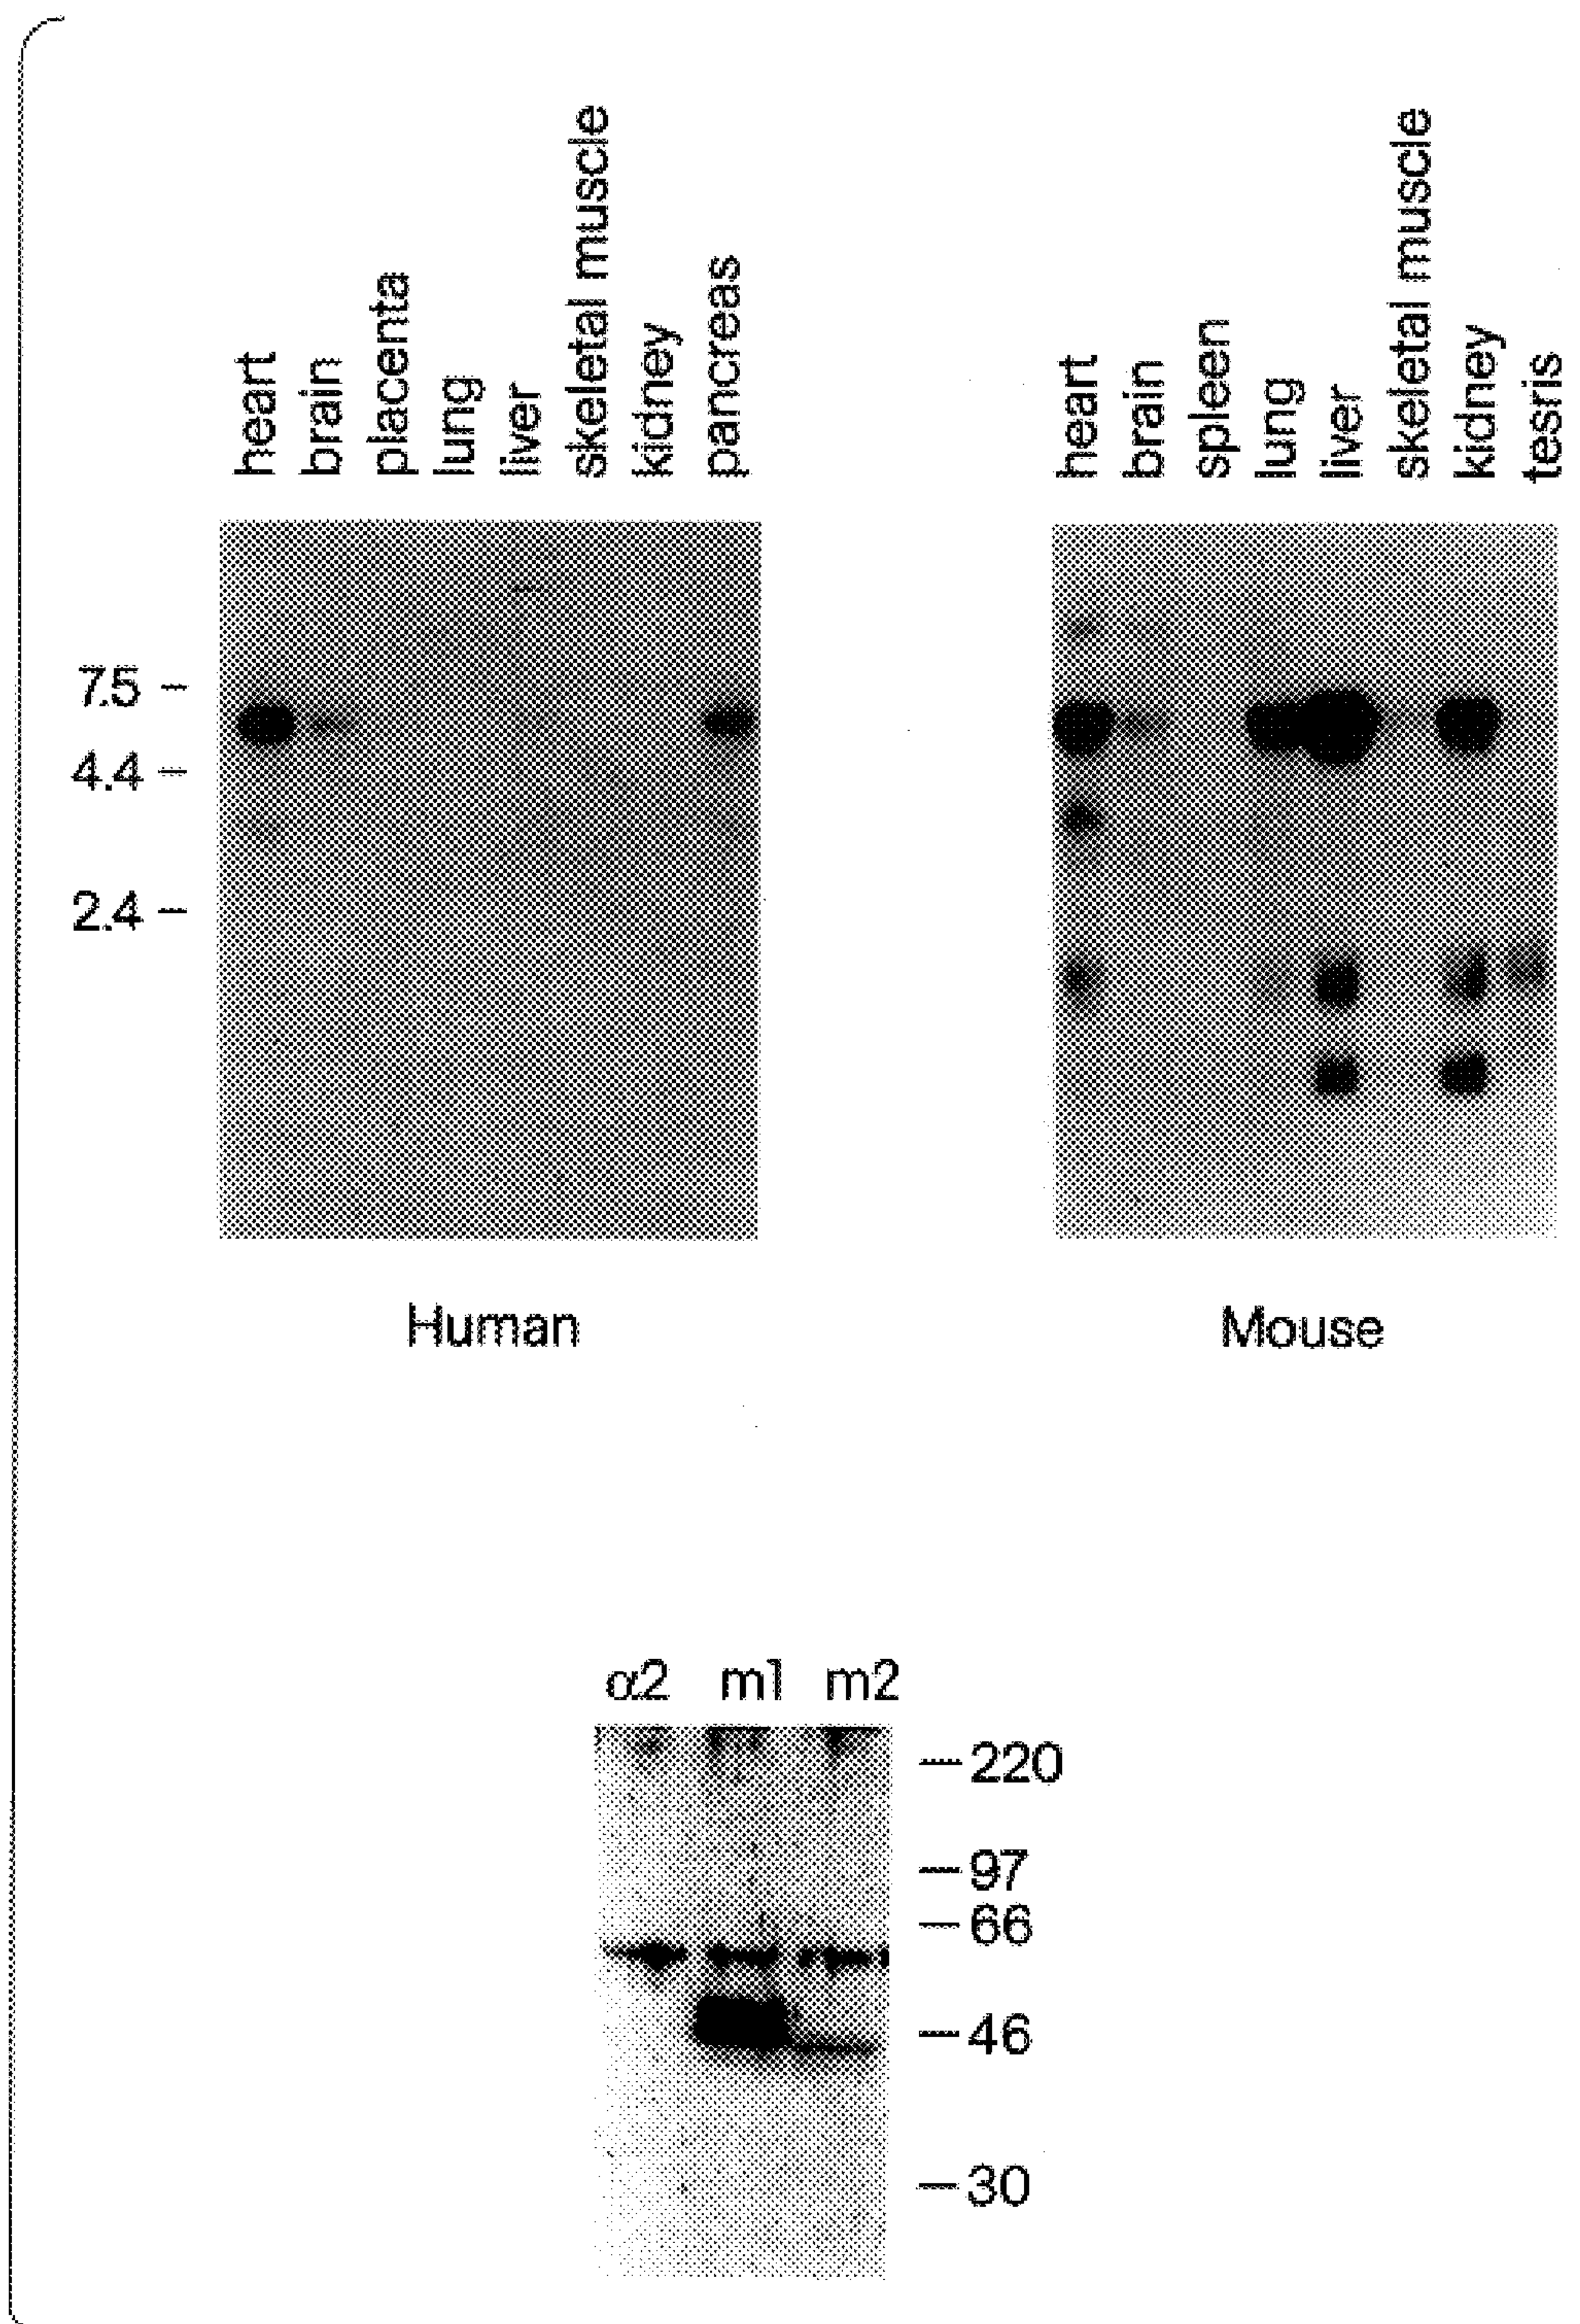 heart
brain
placenta
lung
liver
skeletal muscle
kidney
pancreas
heart
brain
spleen
lung
liver
skeletal muscle
kidney
tesris
7.5
4.4
2.4
Human
Mouse
α2 m1 m2
220
97
66
46
30